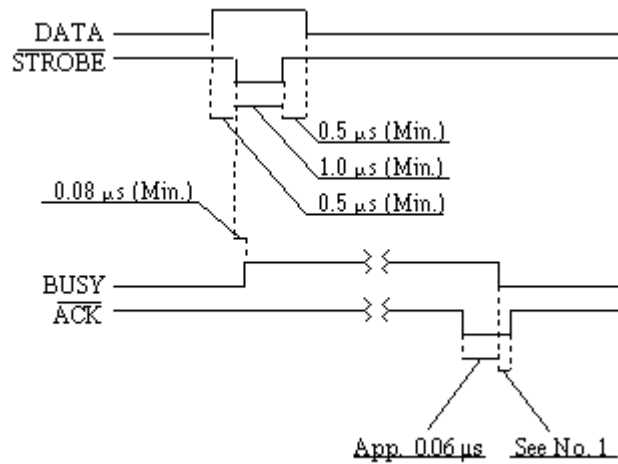 DATA
STROBE
0.5 µs (Min.)
1.0 µs (Min.)
0.08 µs (Min.)
0.5 µs (Min.)
BUSY
ACK
App. 0.06 µs
See No. 1